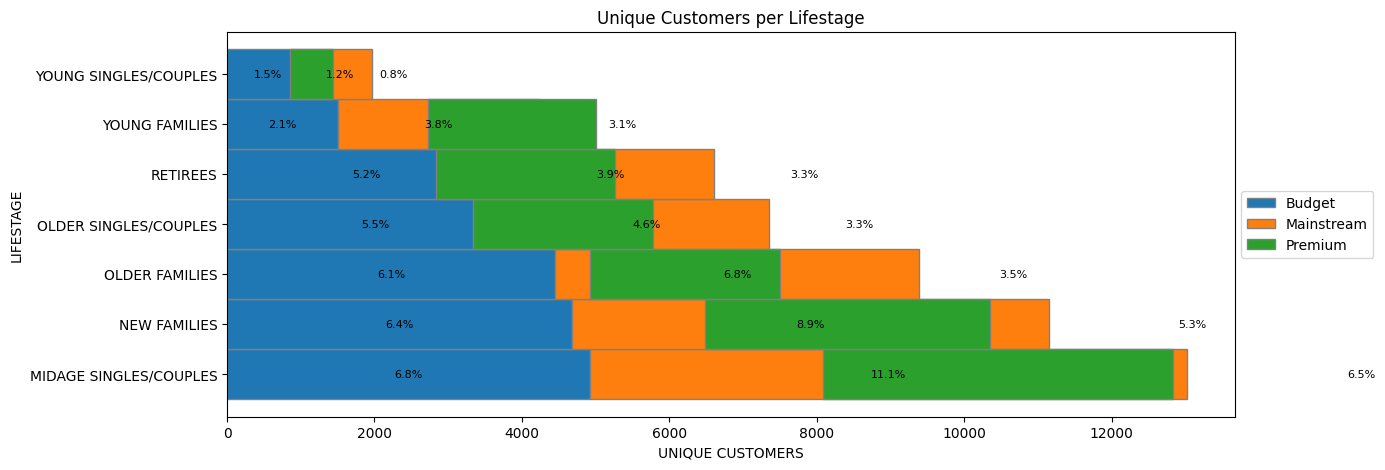 Unique Customers per Lifestage
YOUNG SINGLES/COUPLES
1.5%
1.2%
0.8%
YOUNG FAMILIES
2.1%
3.8%
3.1%
RETIREES
5.2%
3.9%
3.3%
OLDER SINGLES/COUPLES
5.5%
4.6%
3.3%
OLDER FAMILIES
6.1%
6.8%
3.5%
NEW FAMILIES
6.4%
8.9%
5.3%
MIDAGE SINGLES/COUPLES
6.8%
11.1%
6.5%
LIFESTAGE
0
2000
4000
6000
8000
10000
12000
UNIQUE CUSTOMERS
Budget
Mainstream
Premium